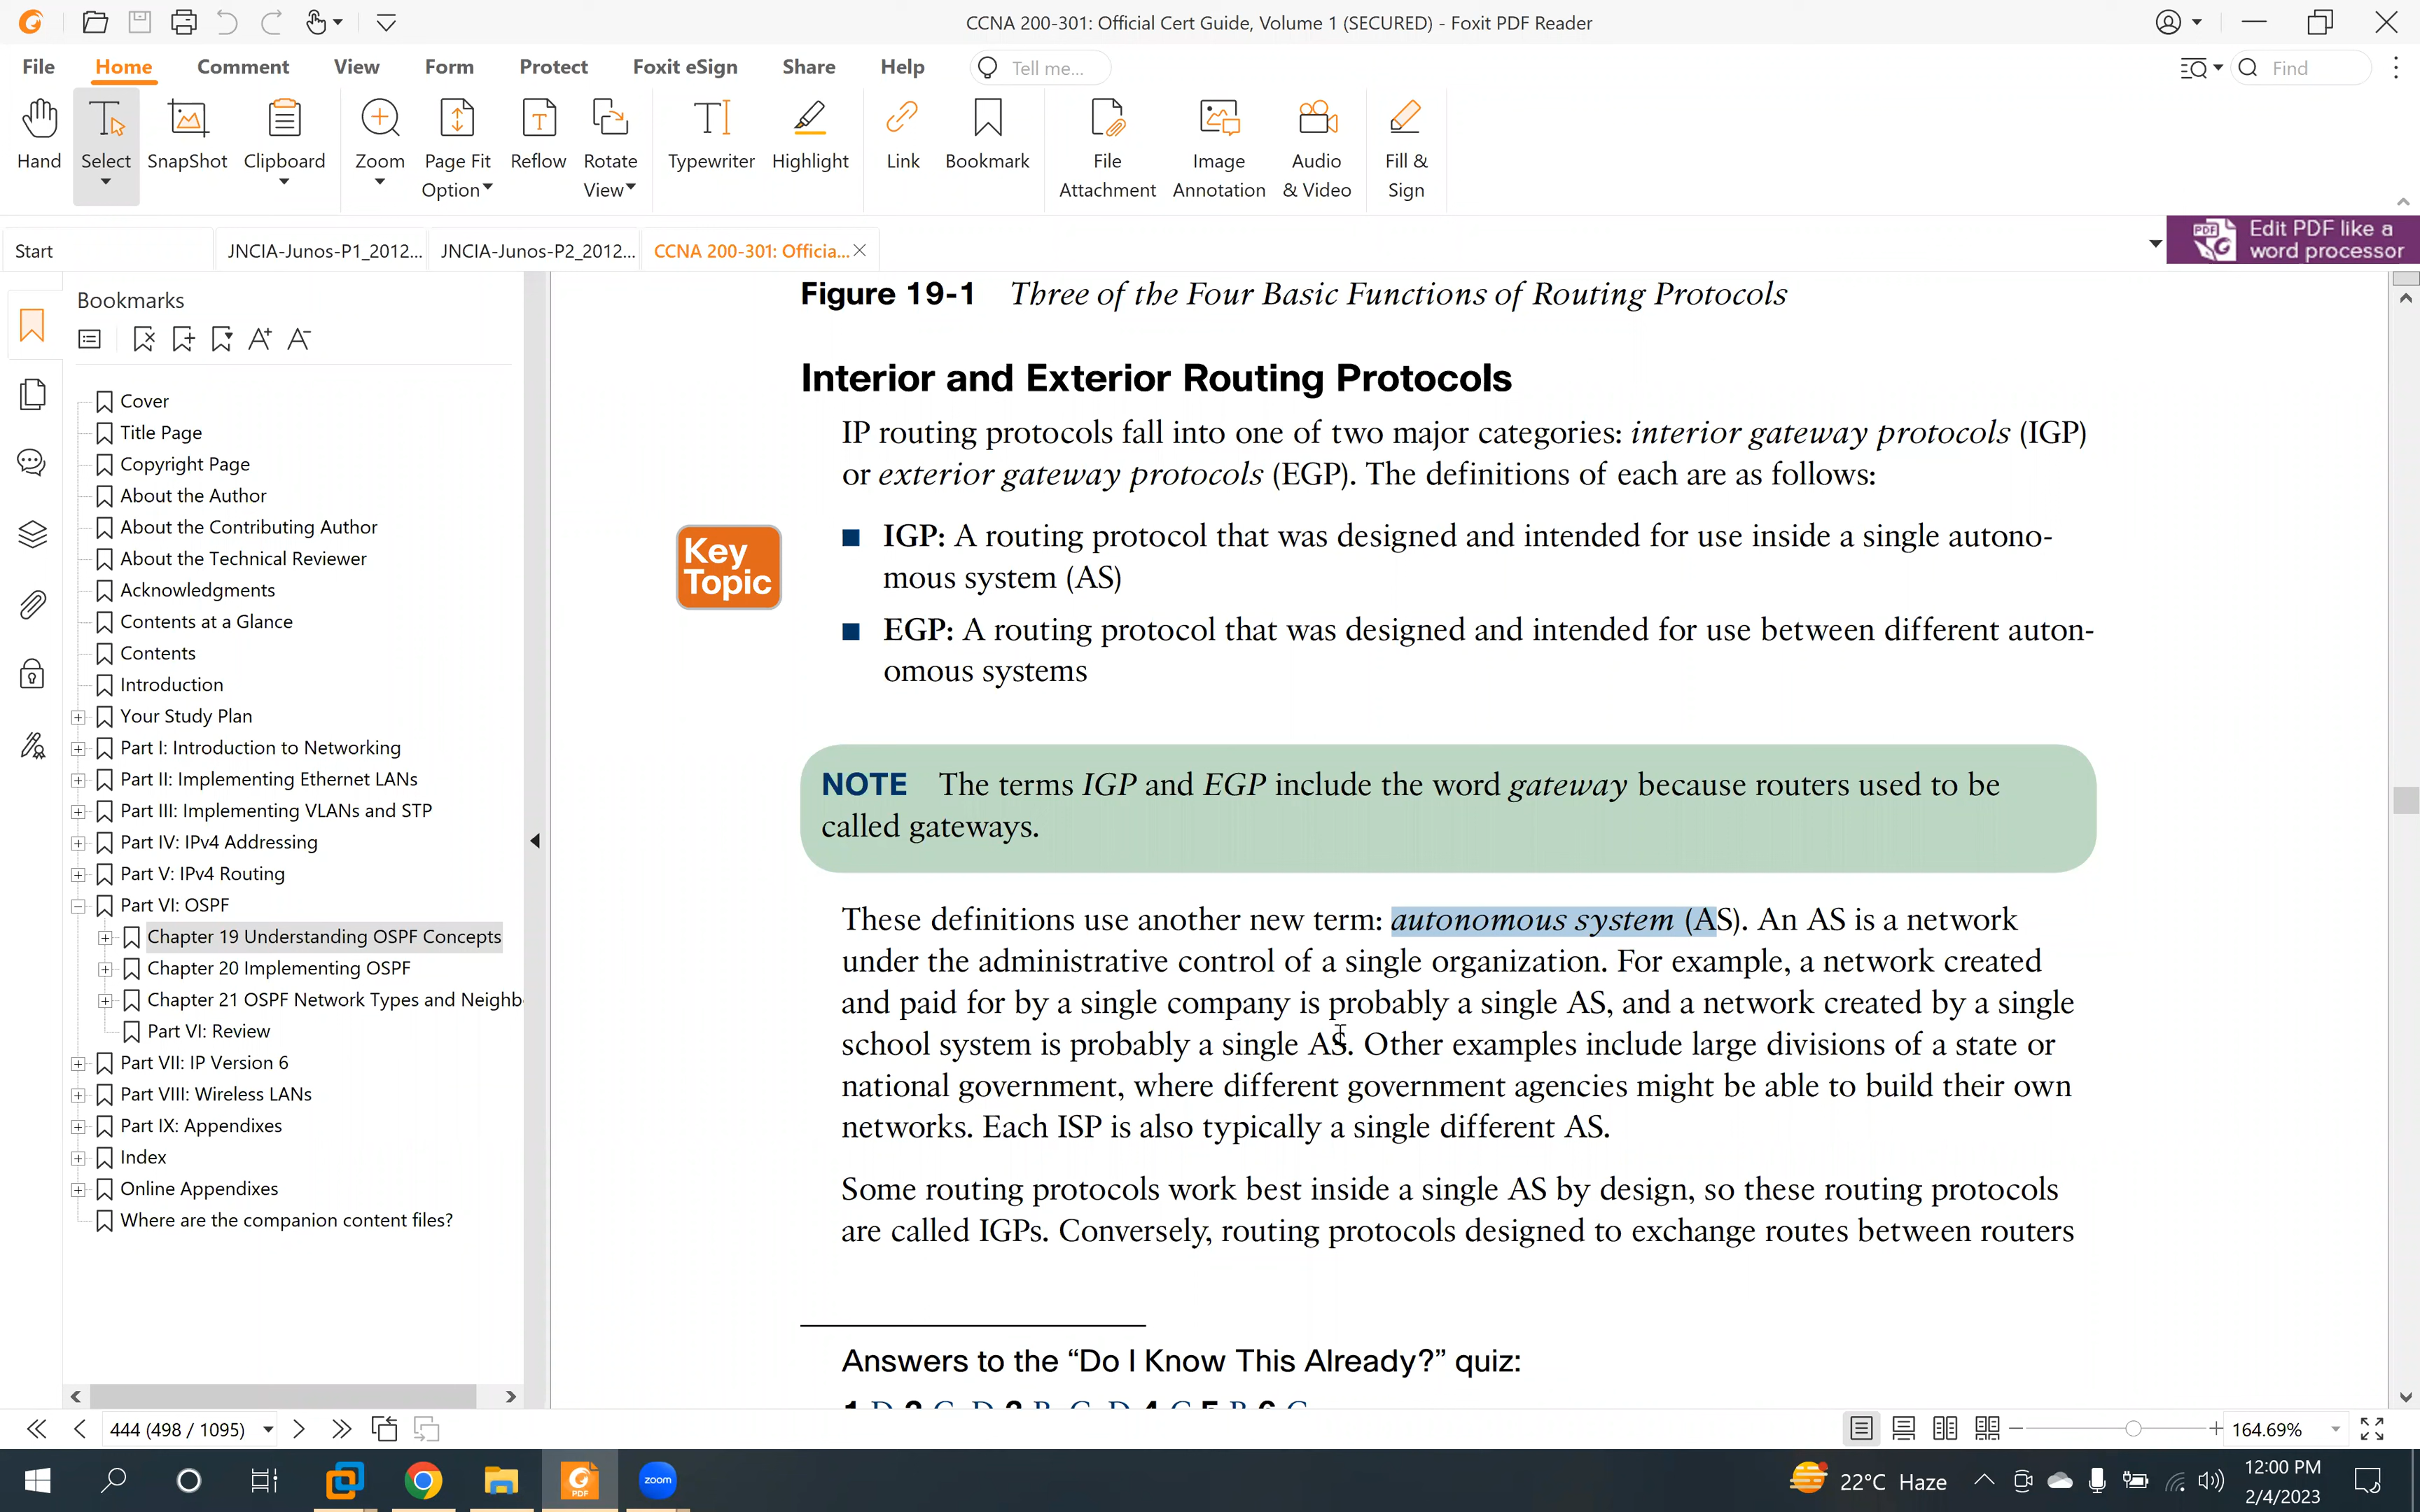 CCNA 200-301: Official Cert Guide, Volume 1 (SECURED) - Foxit PDF Reader
File Home Comment View Form Protect Foxit eSign Share Help Tell me... Find
Hand Select SnapShot Clipboard Zoom Page Fit Option Reflow Rotate View Typewriter Highlight Link Bookmark File Attachment Image Annotation Audio & Video Fill & Sign
Start JNCIA-Junos-P1_2012... JNCIA-Junos-P2_2012... CCNA 200-301: Officia...
Edit PDF like a
word processor
Bookmarks
Cover
Title Page
Copyright Page
About the Author
About the Contributing Author
About the Technical Reviewer
Acknowledgments
Contents at a Glance
Contents
Introduction
Your Study Plan
Part I: Introduction to Networking
Part II: Implementing Ethernet LANs
Part III: Implementing VLANs and STP
Part IV: IPv4 Addressing
Part V: IPv4 Routing
Part VI: OSPF
Chapter 19 Understanding OSPF Concepts
Chapter 20 Implementing OSPF
Chapter 21 OSPF Network Types and Neighb
Part VI: Review
Part VII: IP Version 6
Part VIII: Wireless LANs
Part IX: Appendixes
Index
Online Appendixes
Where are the companion content files?
Figure 19-1 Three of the Four Basic Functions of Routing Protocols
Interior and Exterior Routing Protocols
IP routing protocols fall into one of two major categories: interior gateway protocols (IGP)
or exterior gateway protocols (EGP). The definitions of each are as follows:
Key
Topic
IGP: A routing protocol that was designed and intended for use inside a single autono-
mous system (AS)
EGP: A routing protocol that was designed and intended for use between different auton-
omous systems
NOTE The terms IGP and EGP include the word gateway because routers used to be
called gateways.
These definitions use another new term: autonomous system (AS). An AS is a network
under the administrative control of a single organization. For example, a network created
and paid for by a single company is probably a single AS, and a network created by a single
school system is probably a single AS. Other examples include large divisions of a state or
national government, where different government agencies might be able to build their own
networks. Each ISP is also typically a single different AS.
Some routing protocols work best inside a single AS by design, so these routing protocols
are called IGPs. Conversely, routing protocols designed to exchange routes between routers
Answers to the “Do I Know This Already?” quiz:
444 (498 / 1095)
164.69%
zoom
PDF
22°C Haze
12:00 PM
2/4/2023